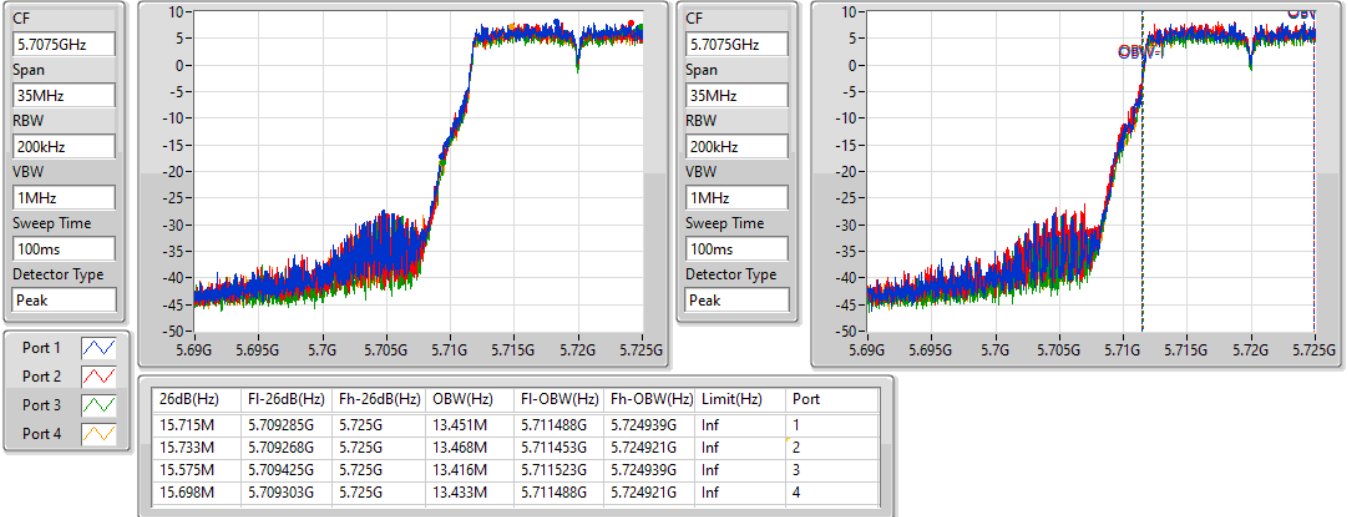 CF
5.7075GHz
Span
35MHz
RBW
200kHz
VBW
1MHz
Sweep Time
100ms
Detector Type
Peak
10
5
0
-5
-10
-15
-20
-25
-30
-35
-40
-45
-50
5.69G 5.695G 5.7G 5.705G 5.71G 5.715G 5.72G 5.725G
CF
5.7075GHz
Span
35MHz
RBW
200kHz
VBW
1MHz
Sweep Time
100ms
Detector Type
Peak
10
5
0
-5
-10
-15
-20
-25
-30
-35
-40
-45
-50
5.69G 5.695G 5.7G 5.705G 5.71G 5.715G 5.72G 5.725G
Port 1
Port 2
Port 3
Port 4
26dB(Hz) Fl-26dB(Hz) Fh-26dB(Hz) OBW(Hz) Fl-OBW(Hz) Fh-OBW(Hz) Limit(Hz) Port
15.715M 5.709285G 5.725G 13.451M 5.711488G 5.724939G Inf 1
15.733M 5.709268G 5.725G 13.468M 5.711453G 5.724921G Inf 2
15.575M 5.709425G 5.725G 13.416M 5.711523G 5.724939G Inf 3
15.698M 5.709303G 5.725G 13.433M 5.711488G 5.724921G Inf 4